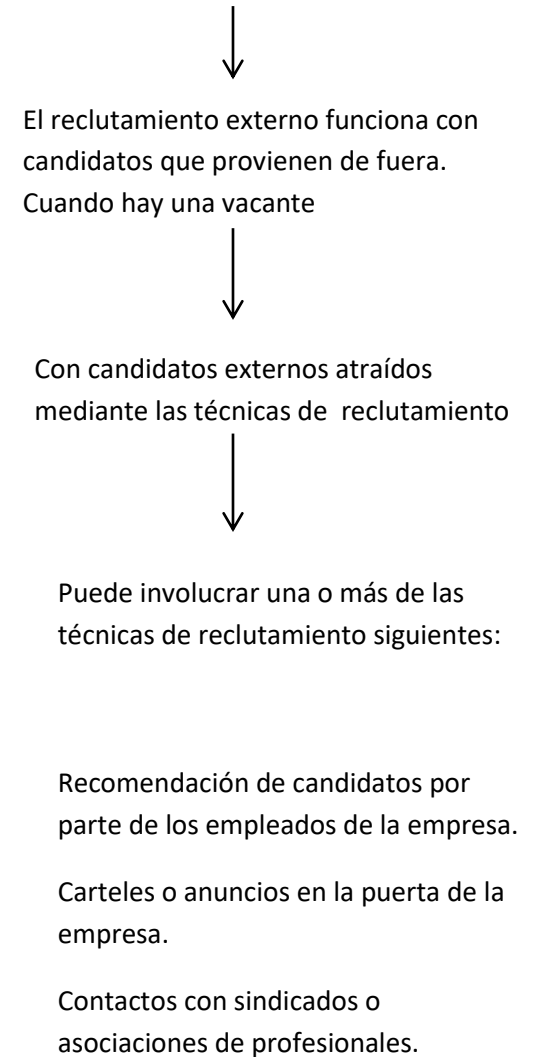 El reclutamiento externo funciona con
candidatos que provienen de fuera.
Cuando hay una vacante
Con candidatos externos atraídos
mediante las técnicas de  reclutamiento
Puede involucrar una o más de las
técnicas de reclutamiento siguientes:
Recomendación de candidatos por
parte de los empleados de la empresa.
Carteles o anuncios en la puerta de la
empresa.
Contactos con sindicados o
asociaciones de profesionales.